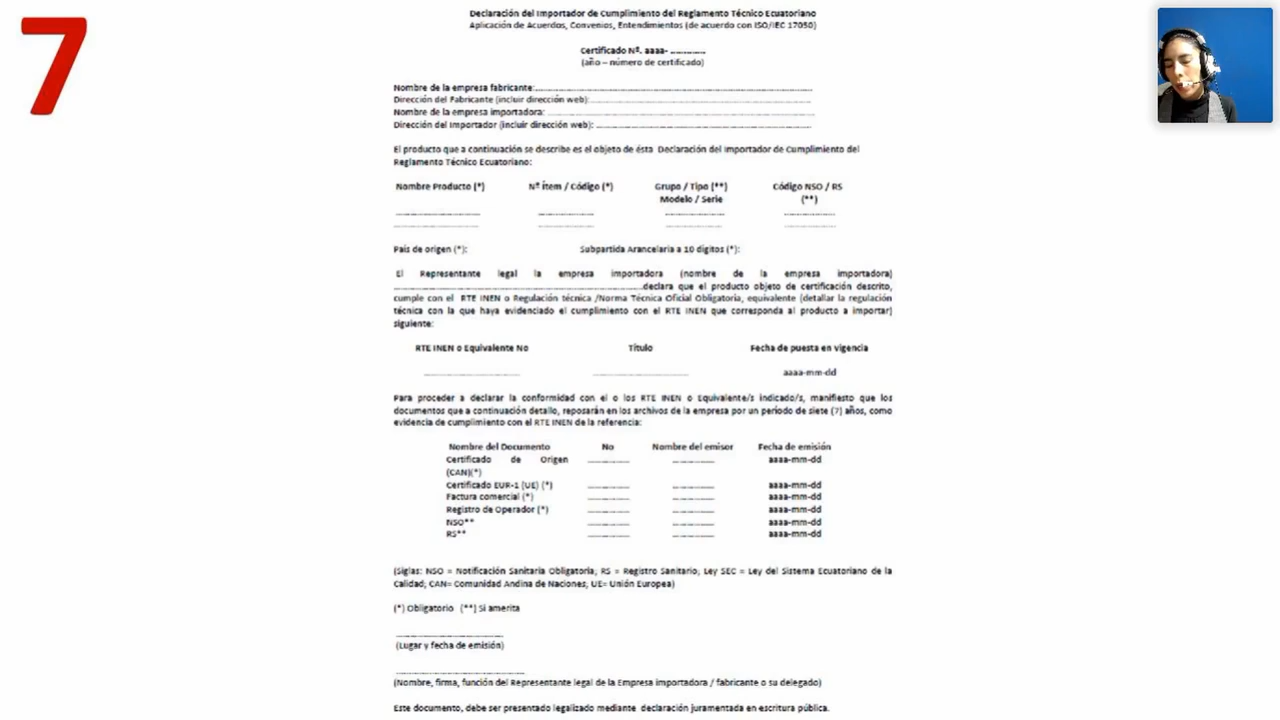 7
Declaración del Importador de Cumplimiento del Reglamento Técnico Ecuatoriano
Aplicación de Acuerdos, Convenios, Entendimientos (de acuerdo con ISO/IEC 17050)
Certificado Nº. aaaa- ............
(año – número de certificado)
Nombre de la empresa fabricante:
Dirección del Fabricante (incluir dirección web):
Nombre de la empresa importadora:
Dirección del Importador (incluir dirección web):
El producto que a continuación se describe es el objeto de ésta Declaración del Importador de Cumplimiento del
Reglamento Técnico Ecuatoriano:
Nombre Producto (*) Nº Ítem / Código (*) Grupo / Tipo (**) Código NSO / RS
Modelo / Serie (**)
País de origen (*): Subpartida Arancelaria a 10 dígitos (*):
El Representante legal la empresa importadora (nombre de la empresa importadora)
declara que el producto objeto de certificación descrito,
cumple con el RTE INEN o Regulación técnica /Norma Técnica Oficial Obligatoria, equivalente (detallar la regulación
técnica con la que haya evidenciado el cumplimiento con el RTE INEN que corresponda al producto a importar)
siguiente:
RTE INEN o Equivalente No Título Fecha de puesta en vigencia
aaaa-mm-dd
Para proceder a declarar la conformidad con el o los RTE INEN o Equivalente/s indicado/s, manifiesto que los
documentos que a continuación detallo, reposarán en los archivos de la empresa por un período de siete (7) años, como
evidencia de cumplimiento con el RTE INEN de la referencia:
Nombre del Documento No Nombre del emisor Fecha de emisión
Certificado de Origen aaaa-mm-dd
(CAN)(*)
Certificado EUR-1 (UE) (*) aaaa-mm-dd
Factura comercial (*) aaaa-mm-dd
Registro de Operador (*) aaaa-mm-dd
NSO** aaaa-mm-dd
RS** aaaa-mm-dd
(Siglas: NSO = Notificación Sanitaria Obligatoria; RS = Registro Sanitario; Ley SEC = Ley del Sistema Ecuatoriano de la
Calidad; CAN= Comunidad Andina de Naciones; UE= Unión Europea)
(*) Obligatorio (**) Si amerita
(Lugar y fecha de emisión)
(Nombre, firma, función del Representante legal de la Empresa importadora / fabricante o su delegado)
Este documento, debe ser presentado legalizado mediante declaración juramentada en escritura pública.